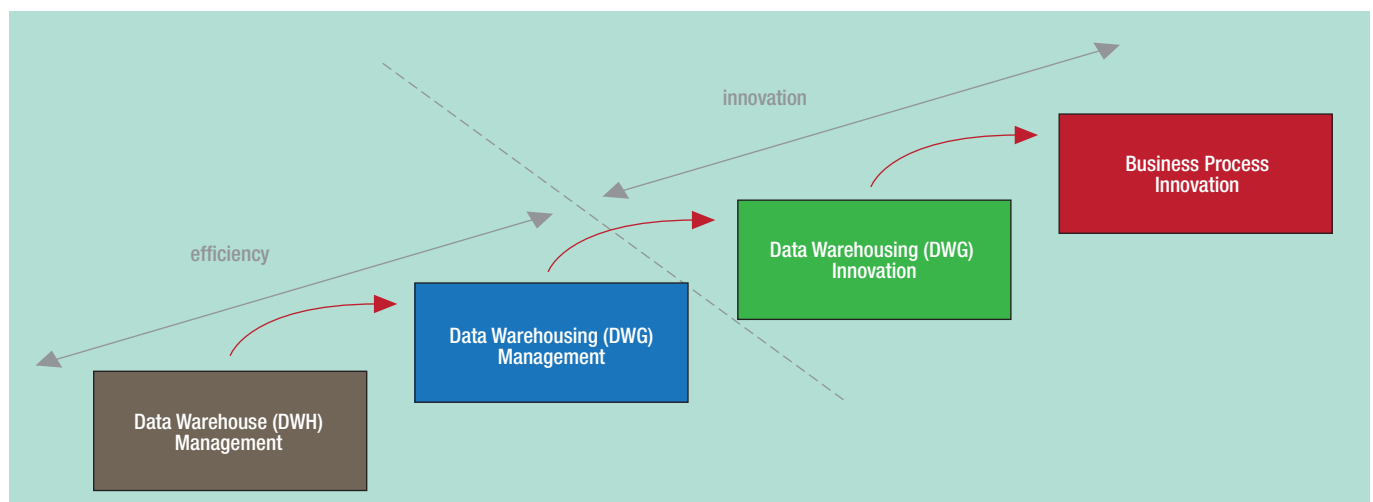 innovation
Business Process
Innovation
efficiency
Data Warehousing (DWG)
Innovation
Data Warehousing (DWG)
Management
Data Warehouse (DWH)
Management